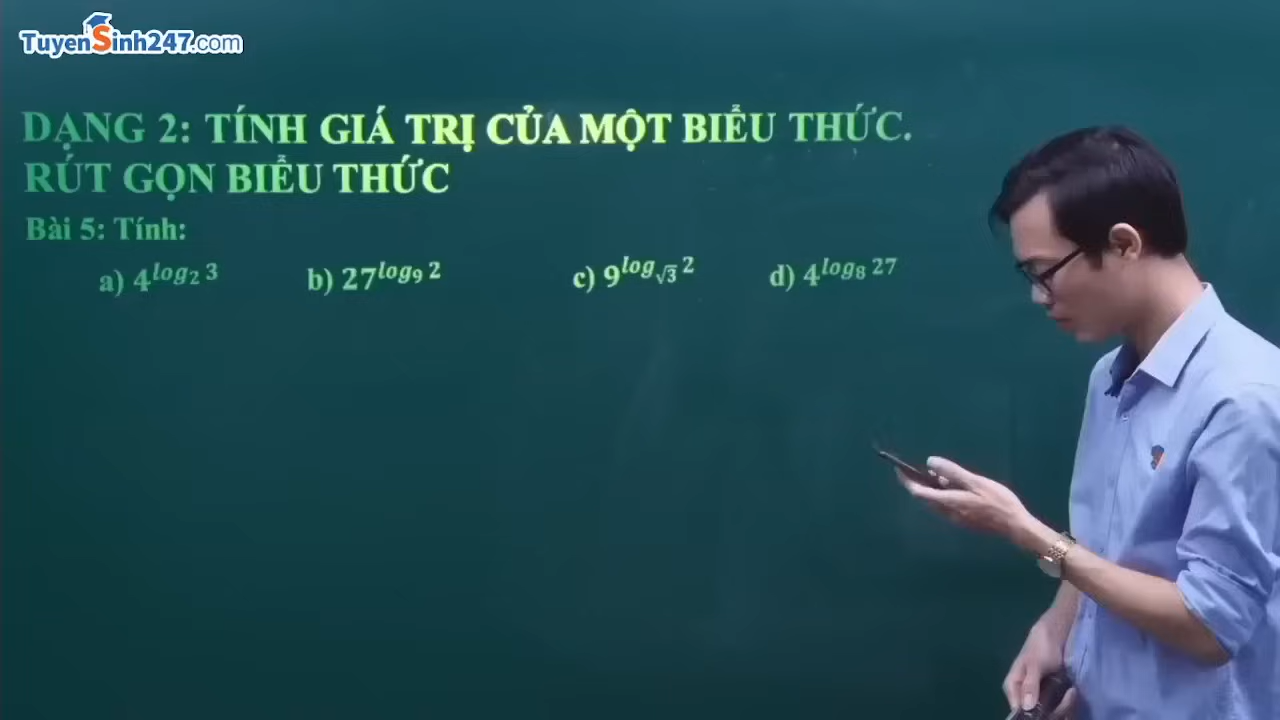 TuyenSinh247.com
DẠNG 2: TÍNH GIÁ TRỊ CỦA MỘT BIỂU THỨC.
RÚT GỌN BIỂU THỨC
Bài 5: Tính:
a) 4^{log_2 3} b) 27^{log_9 2} c) 9^{log_{√3} 2} d) 4^{log_8 27}